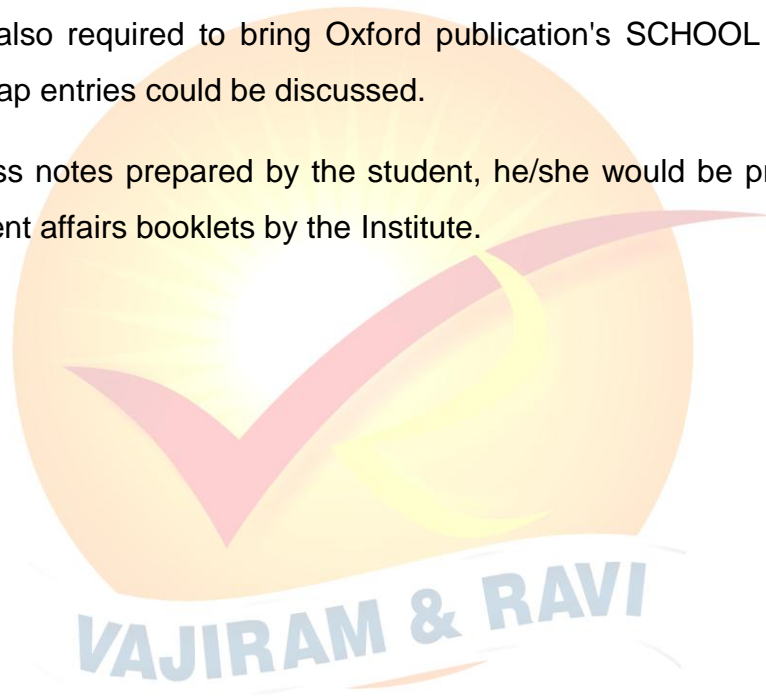 also required to bring Oxford publication's SCHOOL
ap entries could be discussed.
ss notes prepared by the student, he/she would be pr
ent affairs booklets by the Institute.
VAJIRAM & RAVI